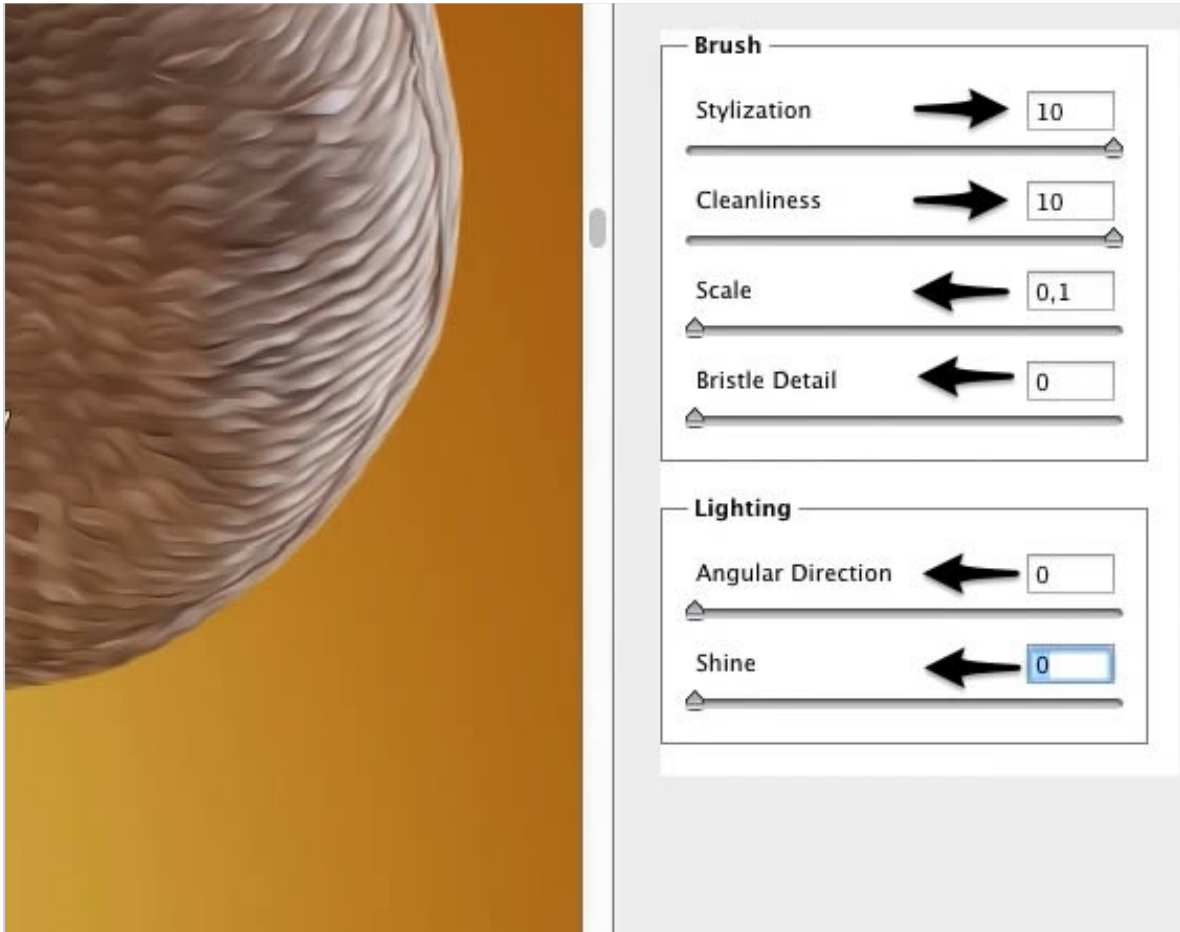 Brush
Stylization 10
Cleanliness 10
Scale 0,1
Bristle Detail 0
Lighting
Angular Direction 0
Shine 0